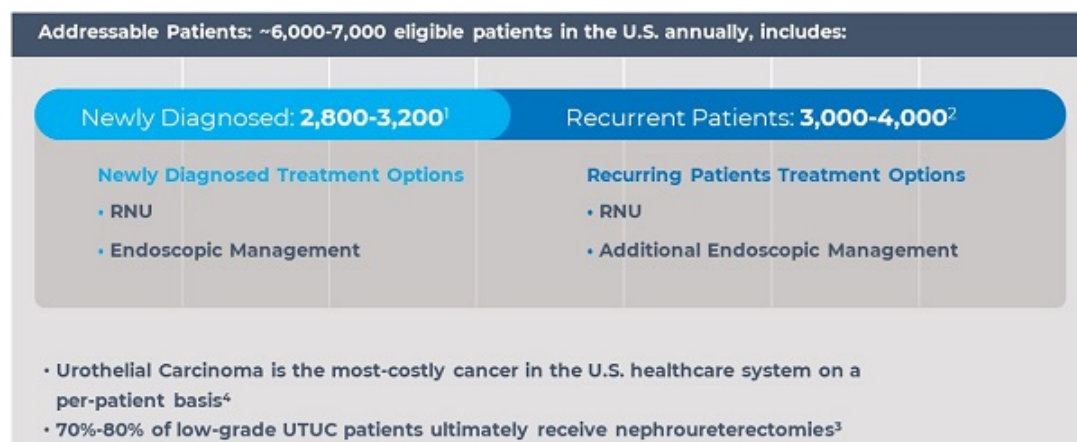 Addressable Patients: ~6,000-7,000 eligible patients in the U.S. annually, includes:
Newly Diagnosed: 2,800-3,200¹
Recurrent Patients: 3,000-4,000²
Newly Diagnosed Treatment Options
• RNU
• Endoscopic Management
Recurring Patients Treatment Options
• RNU
• Additional Endoscopic Management
• Urothelial Carcinoma is the most-costly cancer in the U.S. healthcare system on a
per-patient basis⁴
• 70%-80% of low-grade UTUC patients ultimately receive nephroureterectomies³